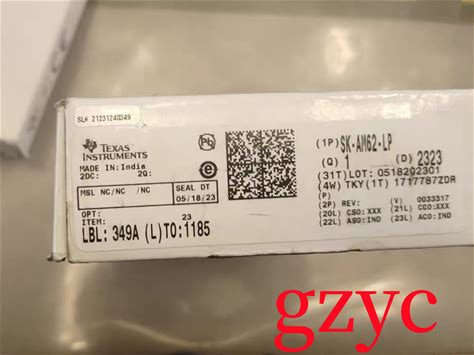 SL# 21231240349
TEXAS
INSTRUMENTS
MADE IN: India
2DC: 2Q:
MSL NC/NC /NC
SEAL DT
05/18/23
OPT:
ITEM: 23
LBL: 349A (L)TO:1185
Pb
e
(1P) SK-AM62-LP
(Q) 1 (D) 2323
(31T)LOT: 0518202301
(4W) TKY(1T) 1717787ZDR
(P)
(2P) REV: (V) 0033317
(20L) CSO:XXX (21L) CCO:XXX
(22L) ASO:IND (23L) ACO:IND
gzyc